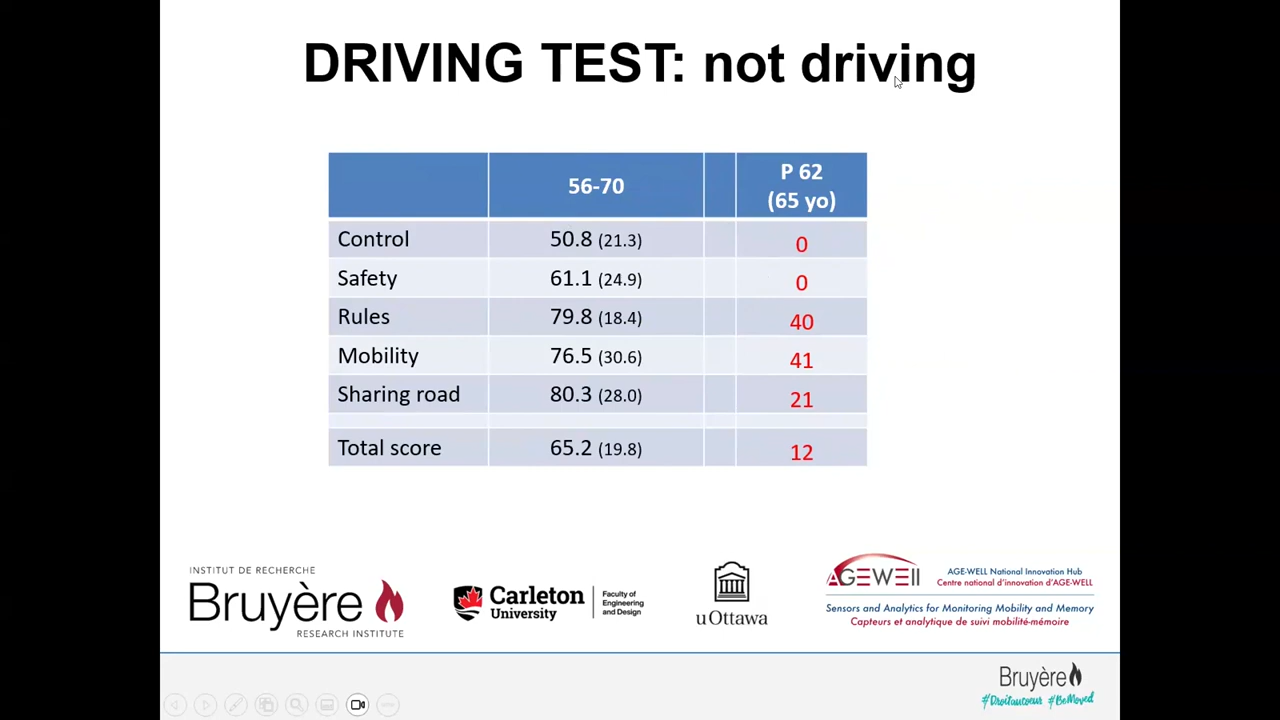 DRIVING TEST: not driving
56-70 P 62
(65 yo)
Control 50.8 (21.3) 0
Safety 61.1 (24.9) 0
Rules 79.8 (18.4) 40
Mobility 76.5 (30.6) 41
Sharing road 80.3 (28.0) 21
Total score 65.2 (19.8) 12
INSTITUT DE RECHERCHE
Bruyère
RESEARCH INSTITUTE
Carleton
University
Faculty of
Engineering
and Design
uOttawa
AGEWELL
AGE-WELL National Innovation Hub
Centre national d'innovation d'AGE-WELL
Sensors and Analytics for Monitoring Mobility and Memory
Capteurs et analytique de suivi mobilité-mémoire
Bruyère
#Droitaucoeur #BeMoved